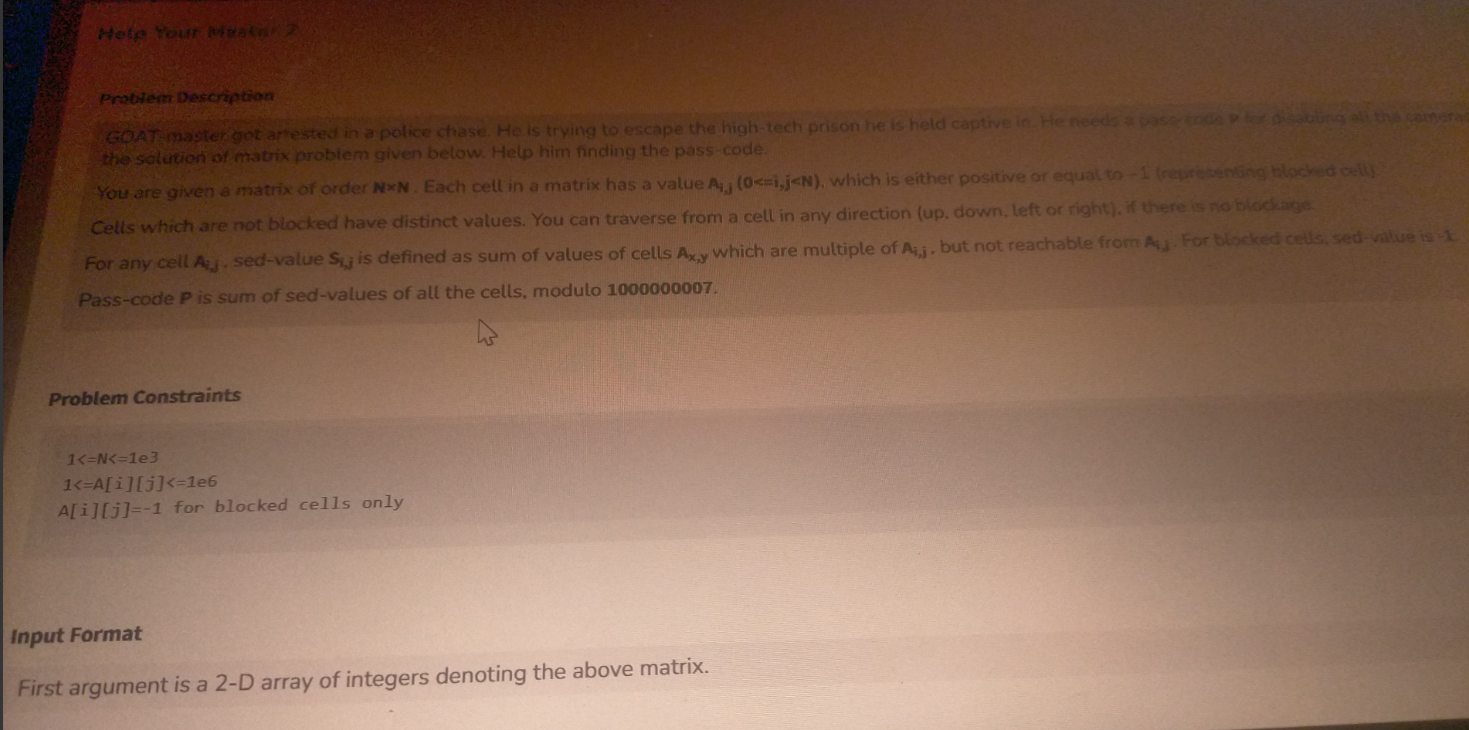 Help Your Master 2
Problem Description
GOAT-master got arrested in a police chase. He is trying to escape the high-tech prison he is held captive in. He needs a pass-code P for disabling all the camera
the solution of matrix problem given below. Help him finding the pass-code.
You are given a matrix of order N×N . Each cell in a matrix has a value Ai,j (0<=i,j<N), which is either positive or equal to -1 (representing blocked cell).
Cells which are not blocked have distinct values. You can traverse from a cell in any direction (up, down, left or right), if there is no blockage.
For any cell Ai,j , sed-value Si,j is defined as sum of values of cells Ax,y which are multiple of Ai,j , but not reachable from Ai,j. For blocked cells, sed-value is -1.
Pass-code P is sum of sed-values of all the cells, modulo 1000000007.
Problem Constraints
1<=N<=1e3
1<=A[i][j]<=1e6
A[i][j]=-1 for blocked cells only
Input Format
First argument is a 2-D array of integers denoting the above matrix.